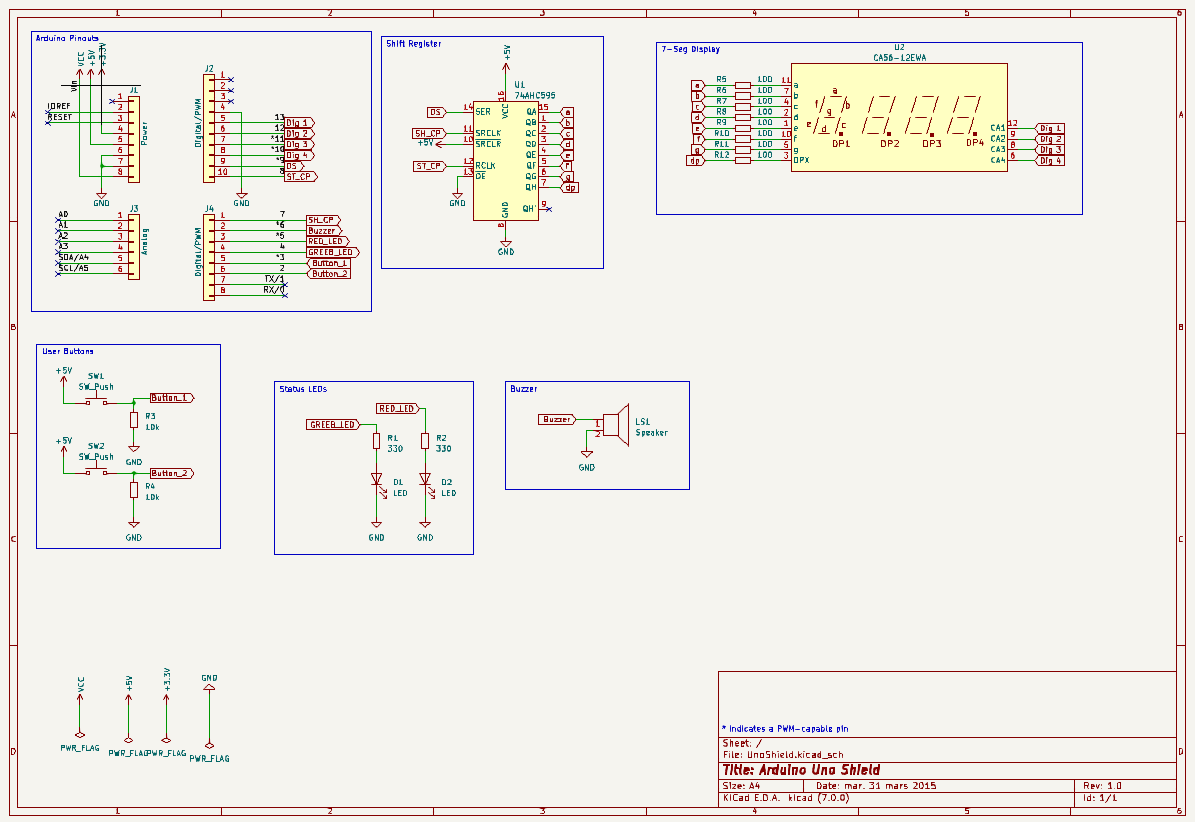 1 2 3 4 5 6
A
B
C
D
Arduino Pinouts
VCC
+5V
+3.3V
Vin
IOREF
RESET
J1
Power
1
2
3
4
5
6
7
8
GND
J2
Digital/PWM
1
2
3
4
5
6
7
8
9
10
13 Dig 1
12 Dig 2
*11 Dig 3
*10 Dig 4
*9 DS
8 ST_CP
GND
J3
Analog
A0 1
A1 2
A2 3
A3 4
SDA/A4 5
SCL/A5 6
J4
Digital/PWM
1 7 SH_CP
2 *6 Buzzer
3 *5 RED_LED
4 4 GREEB_LED
5 *3 Button_1
6 2 Button_2
7 TX/1
8 RX/0
Shift Register
+5V
U1
74AHC595
16
VCC
DS 14 SER
SH_CP 11 SRCLK
+5V 10 SRCLR
ST_CP 12 RCLK
13 OE
GND
QA 15 a
QB 1 b
QC 2 c
QD 3 d
QE 4 e
QF 5 f
QG 6 g
QH 7 dp
QH' 9
GND
8
GND
7-Seg Display
U2
CA56-12EWA
a R5 100 11 a
b R6 100 7 b
c R7 100 4 c
d R8 100 2 d
e R9 100 1 e
f R10 100 10 f
g R11 100 5 g
dp R12 100 3 DPX
a
f b
g
e c
d
DP1 DP2 DP3 DP4
CA1 12 Dig 1
CA2 9 Dig 2
CA3 8 Dig 3
CA4 6 Dig 4
User Buttons
+5V
SW1
SW_Push
Button_1
R3
10k
GND
+5V
SW2
SW_Push
Button_2
R4
10k
GND
Status LEDs
RED_LED
GREEB_LED
R1
330
R2
330
D1
LED
D2
LED
GND GND
Buzzer
Buzzer
1
2
LS1
Speaker
GND
VCC
+5V
+3.3V
GND
PWR_FLAG
PWR_FLAG
PWR_FLAG
PWR_FLAG
* Indicates a PWM-capable pin
Sheet: /
File: UnoShield.kicad_sch
Title: Arduino Uno Shield
Size: A4 Date: mar. 31 mars 2015 Rev: 1.0
KiCad E.D.A. kicad (7.0.0) Id: 1/1
1 2 3 4 5 6
A
B
C
D